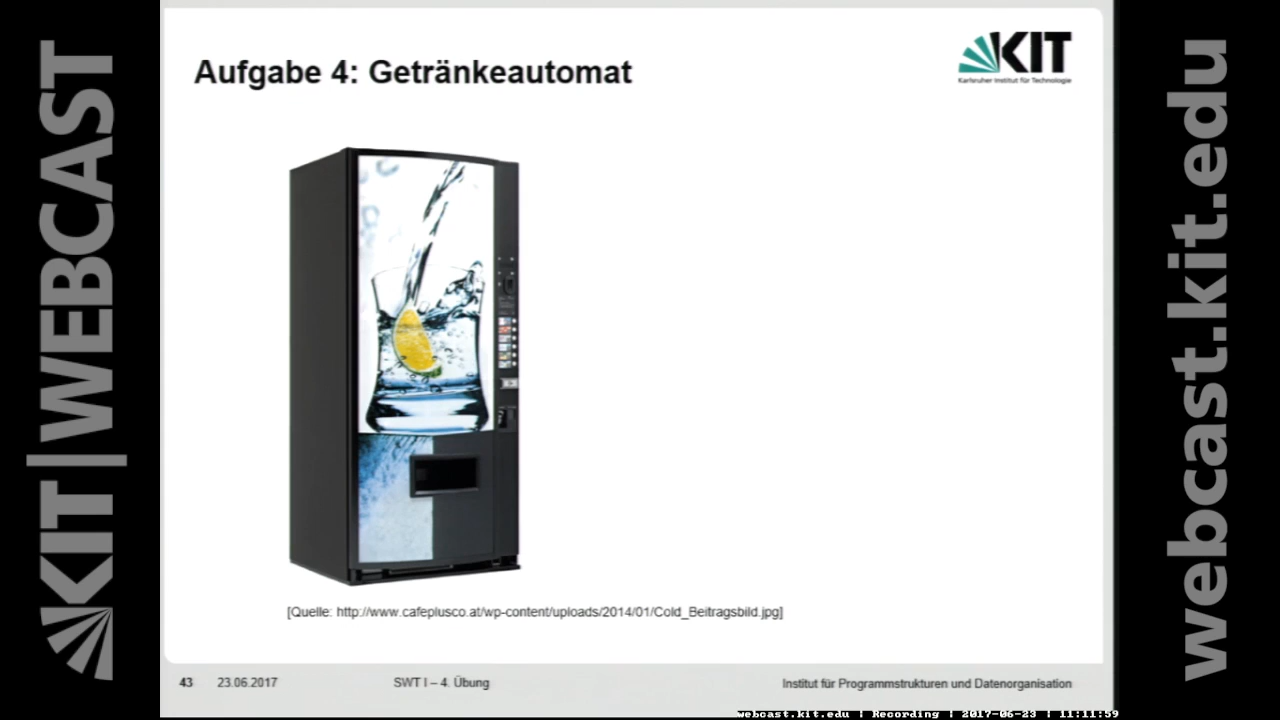 KIT|WEBCAST
Aufgabe 4: Getränkeautomat
KIT
Karlsruher Institut für Technologie
[Quelle: http://www.cafeplusco.at/wp-content/uploads/2014/01/Cold_Beitragsbild.jpg]
43 23.06.2017 SWT I – 4. Übung Institut für Programmstrukturen und Datenorganisation
webcast.kit.edu | Recording | 2017-06-23 | 11:11:59
webcast.kit.edu